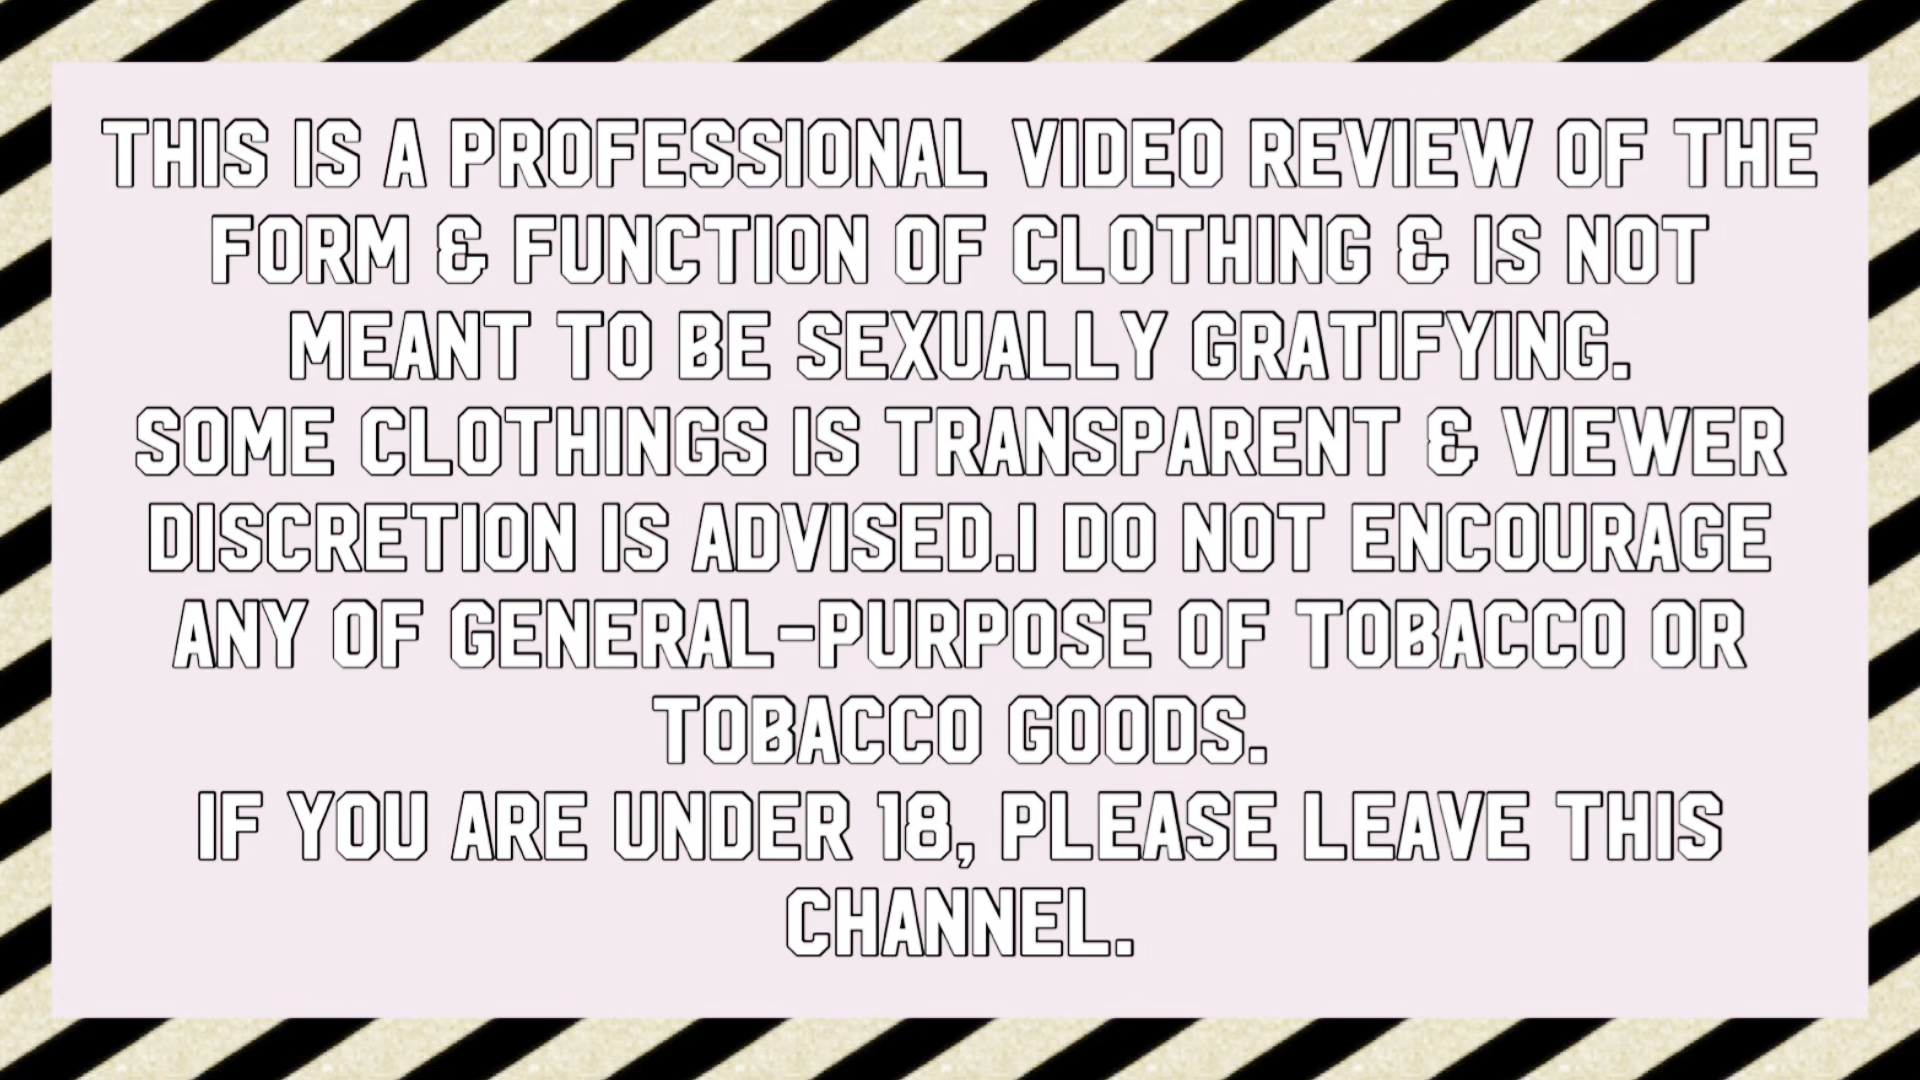 THIS IS A PROFESSIONAL VIDEO REVIEW OF THE
FORM & FUNCTION OF CLOTHING & IS NOT
MEANT TO BE SEXUALLY GRATIFYING.
SOME CLOTHINGS IS TRANSPARENT & VIEWER
DISCRETION IS ADVISED.I DO NOT ENCOURAGE
ANY OF GENERAL-PURPOSE OF TOBACCO OR
TOBACCO GOODS.
IF YOU ARE UNDER 18, PLEASE LEAVE THIS
CHANNEL.